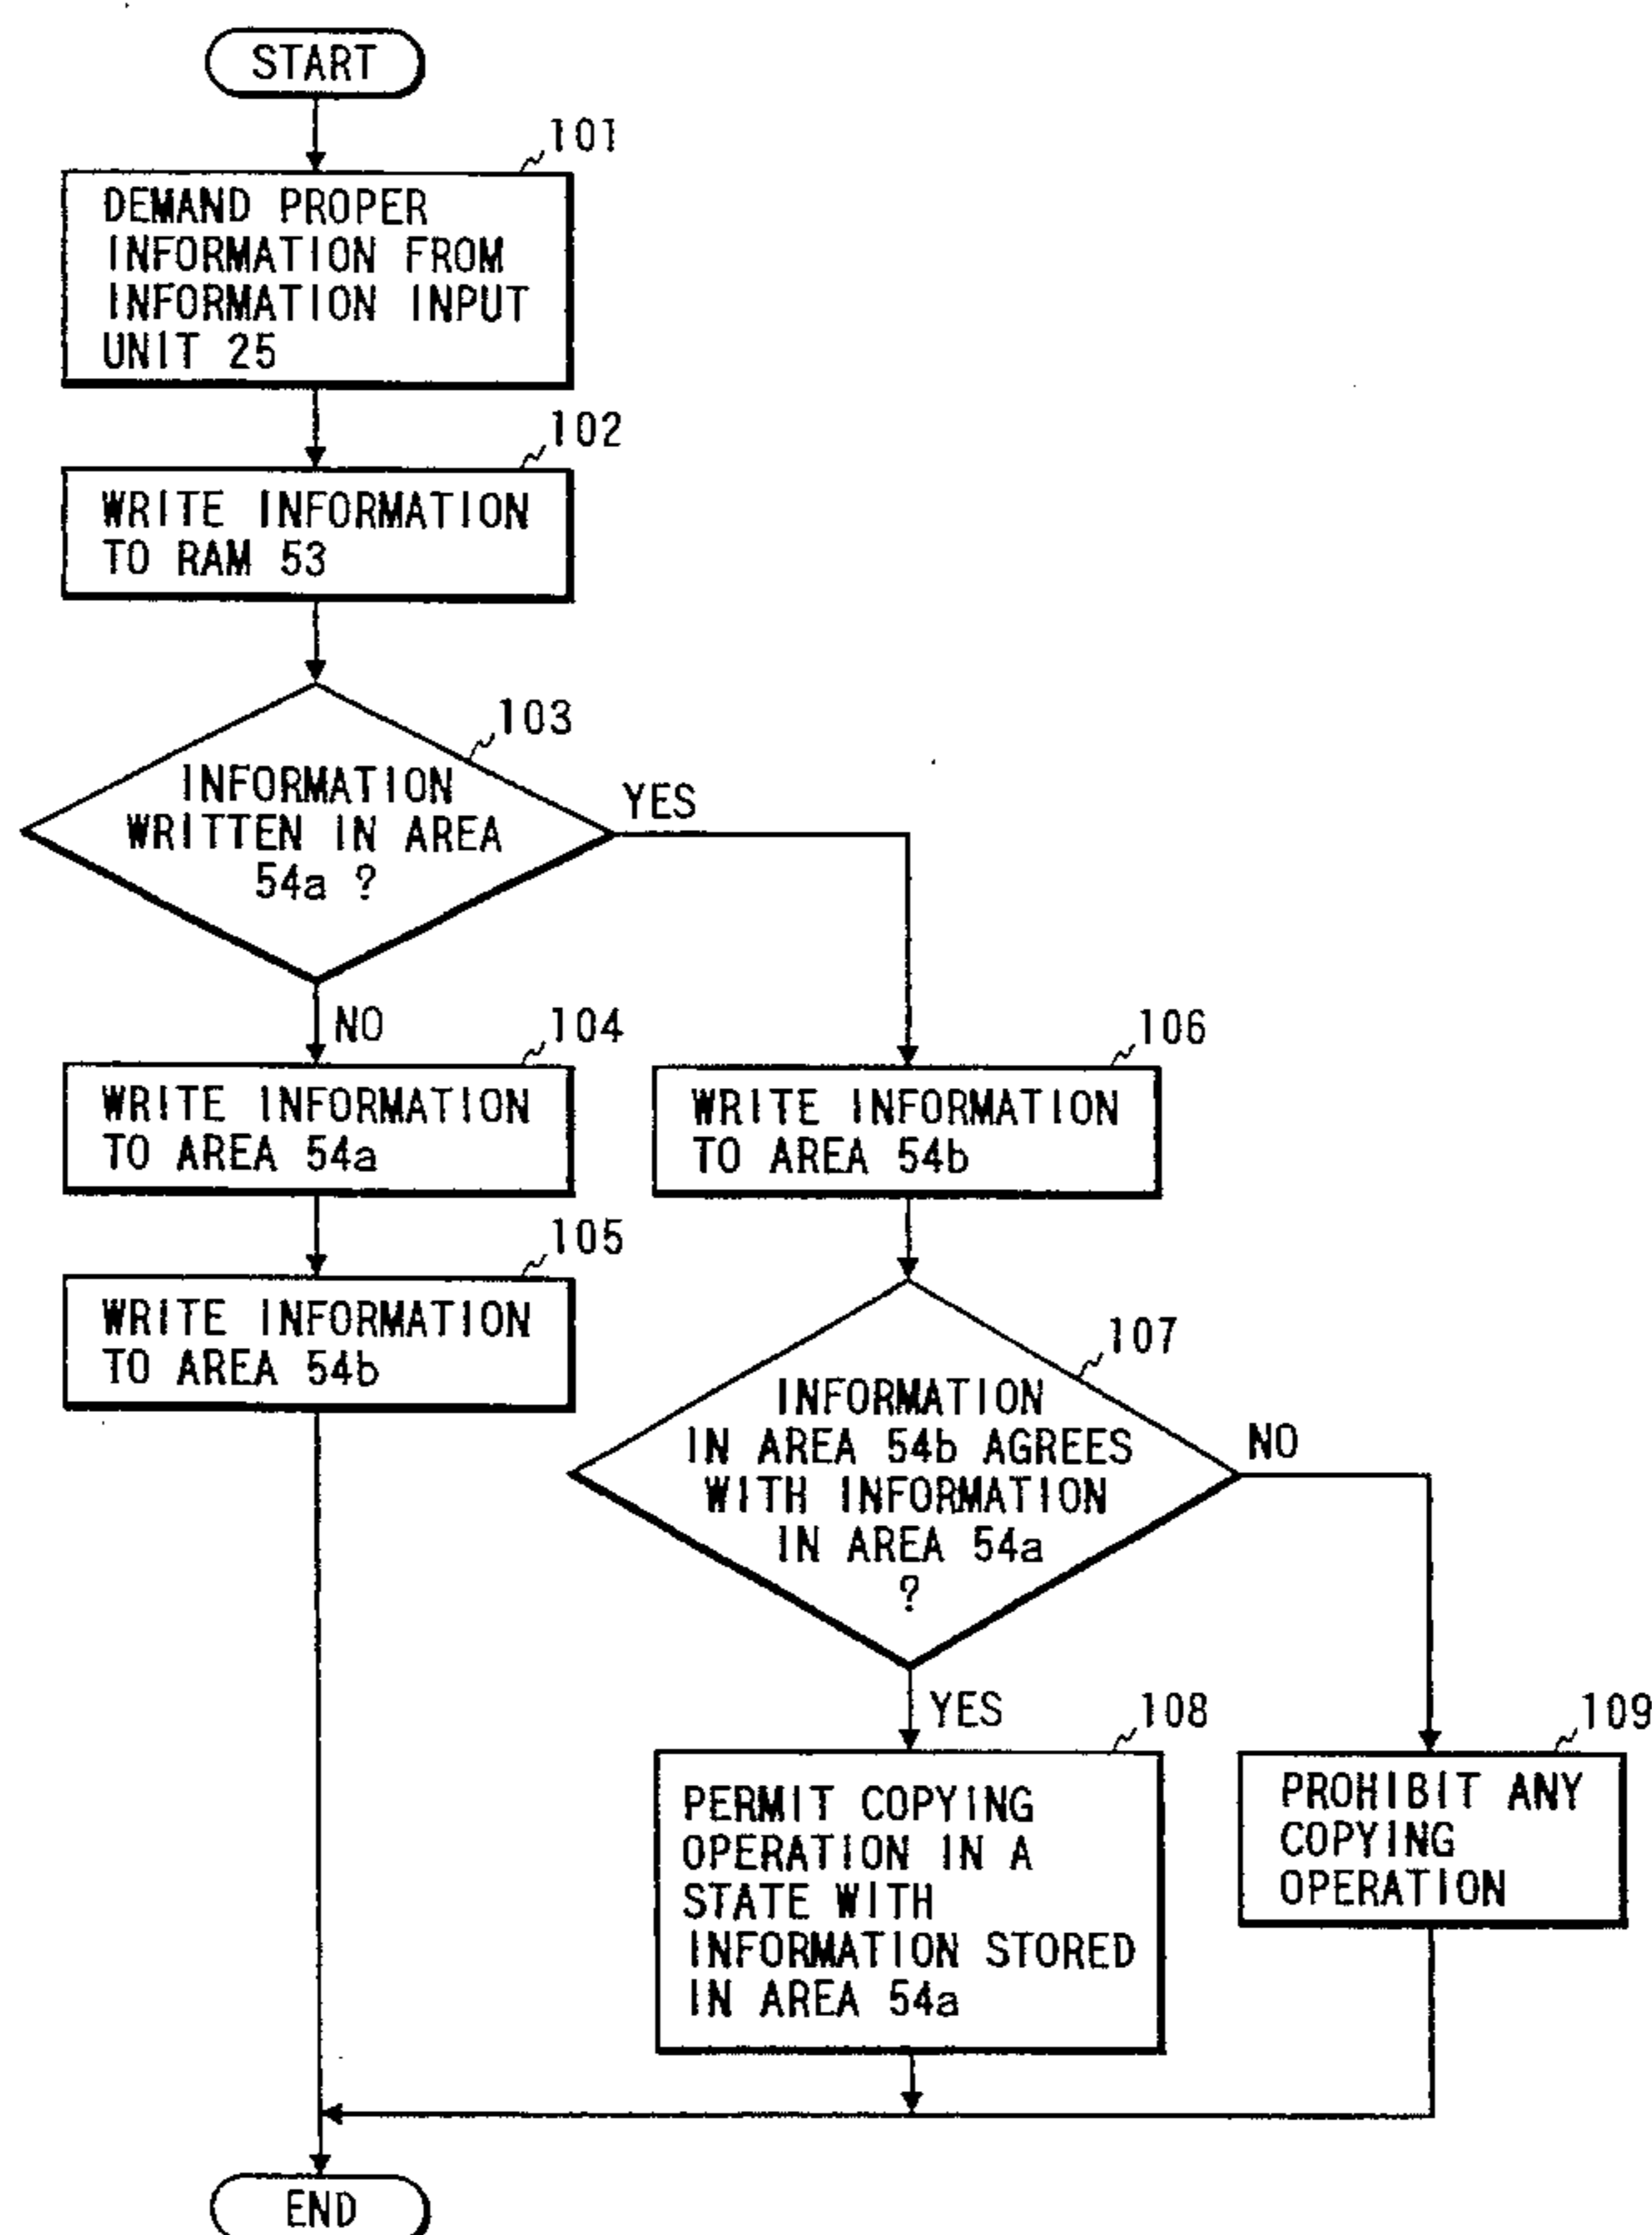 START
101
DEMAND PROPER
INFORMATION FROM
INFORMATION INPUT
UNIT 25
102
WRITE INFORMATION
TO RAM 53
103
INFORMATION
WRITTEN IN AREA
54a ?
YES
NO
104
WRITE INFORMATION
TO AREA 54a
105
WRITE INFORMATION
TO AREA 54b
106
WRITE INFORMATION
TO AREA 54b
107
INFORMATION
IN AREA 54b AGREES
WITH INFORMATION
IN AREA 54a
?
NO
YES
108
PERMIT COPYING
OPERATION IN A
STATE WITH
INFORMATION STORED
IN AREA 54a
109
PROHIBIT ANY
COPYING
OPERATION
END